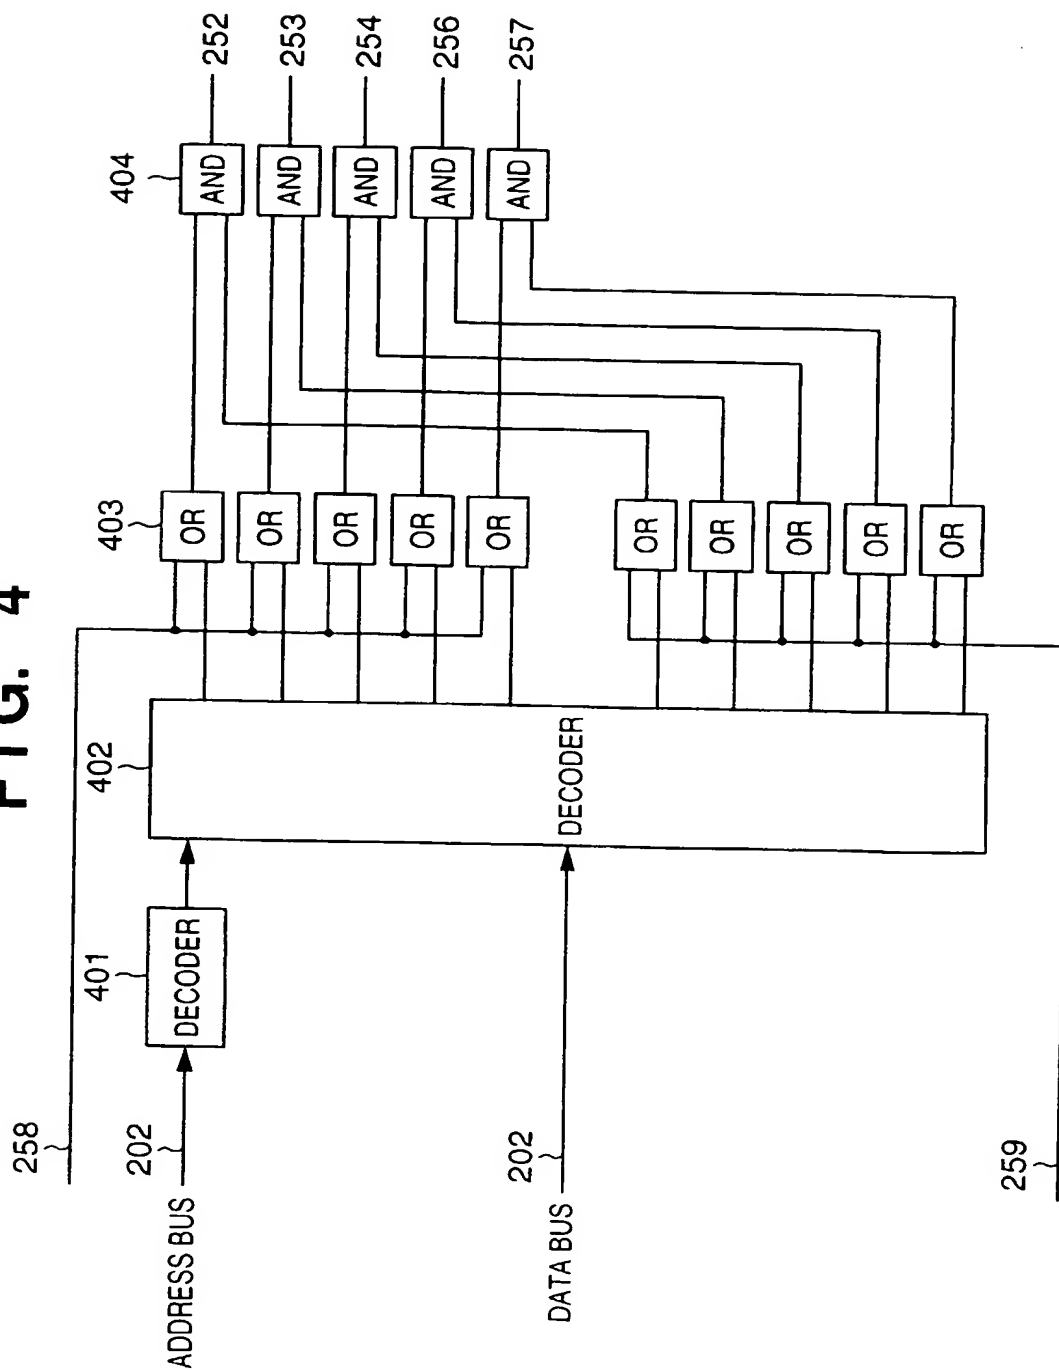 FIG. 4
258
ADDRESS BUS
202
401
DECODER
402
DECODER
DATA BUS
202
259
403
OR
OR
OR
OR
OR
OR
OR
OR
OR
OR
404
AND
252
AND
253
AND
254
AND
256
AND
257